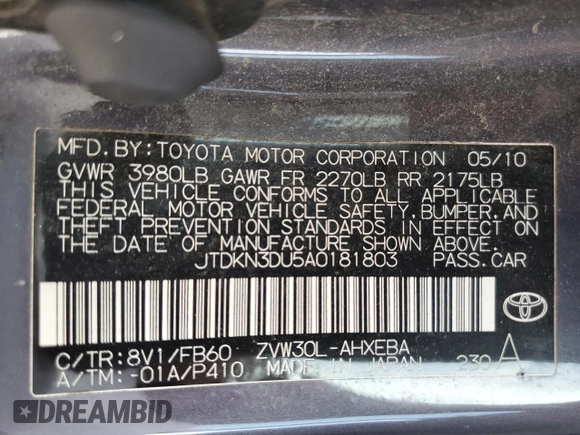 MFD. BY: TOYOTA MOTOR CORPORATION 05/10
GVWR 3980LB GAWR FR 2270LB RR 2175LB
THIS VEHICLE CONFORMS TO ALL APPLICABLE
FEDERAL MOTOR VEHICLE SAFETY, BUMPER, AND
THEFT PREVENTION STANDARDS IN EFFECT ON
THE DATE OF MANUFACTURE SHOWN ABOVE.
JTDKN3DU5A0181803 PASS. CAR
TOYOTA
C/TR: 8V1/FB60 ZVW30L-AHXEBA
A/TM: -01A/P410 MADE IN JAPAN 230 A
DREAMBID